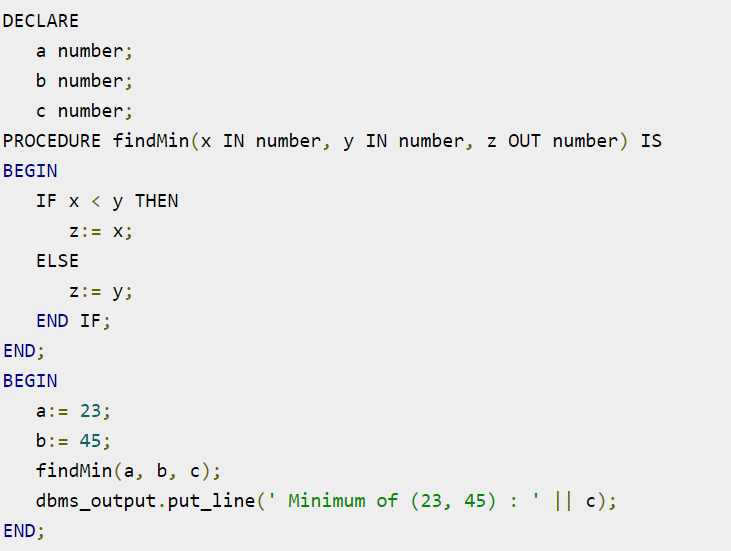 DECLARE
   a number;
   b number;
   c number;
PROCEDURE findMin(x IN number, y IN number, z OUT number) IS
BEGIN
   IF x < y THEN
      z:= x;
   ELSE
      z:= y;
   END IF;
END;
BEGIN
   a:= 23;
   b:= 45;
   findMin(a, b, c);
   dbms_output.put_line(' Minimum of (23, 45) : ' || c);
END;